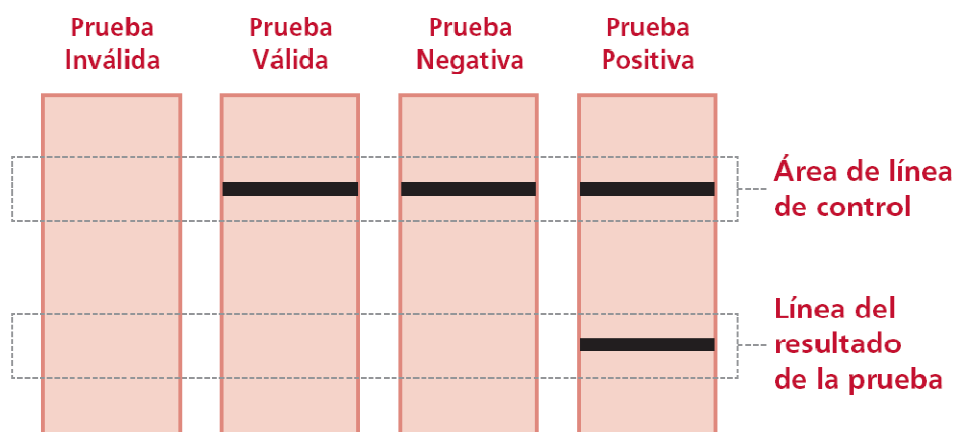 Prueba
Inválida
Prueba
Válida
Prueba
Negativa
Prueba
Positiva
Área de línea
de control
Línea del
resultado
de la prueba